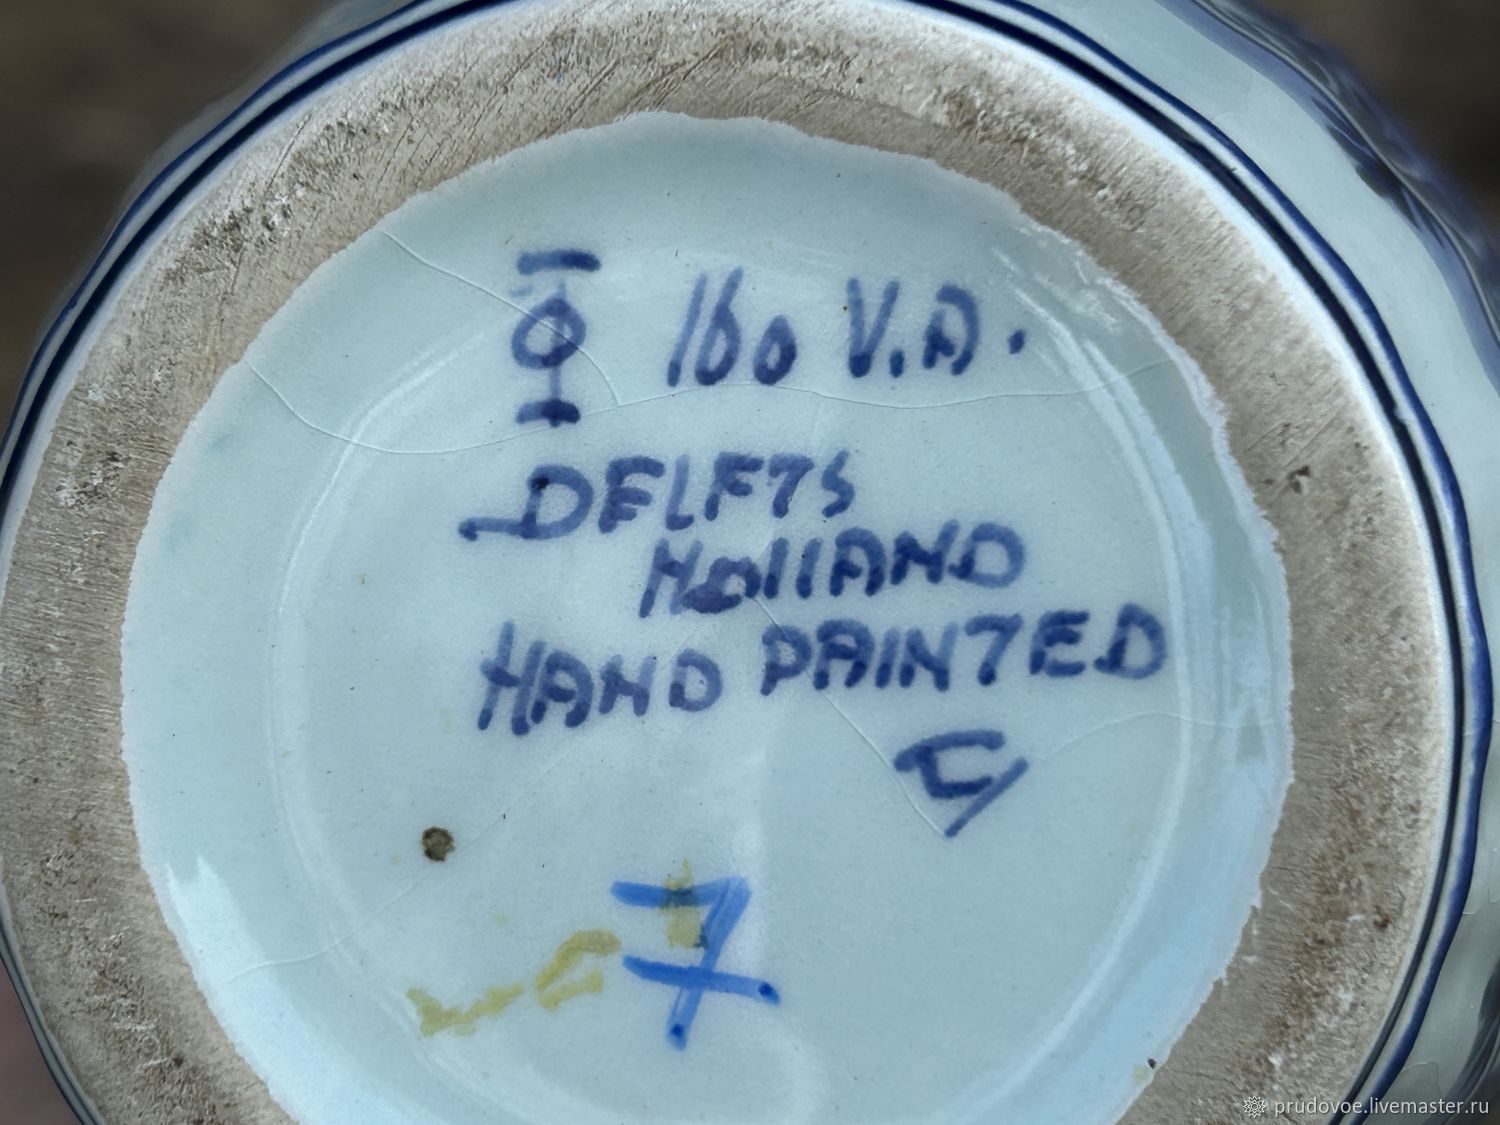 160 V.A.
DELFTS
HOllAND
HAND PAINTED
7
prudovoe.livemaster.ru